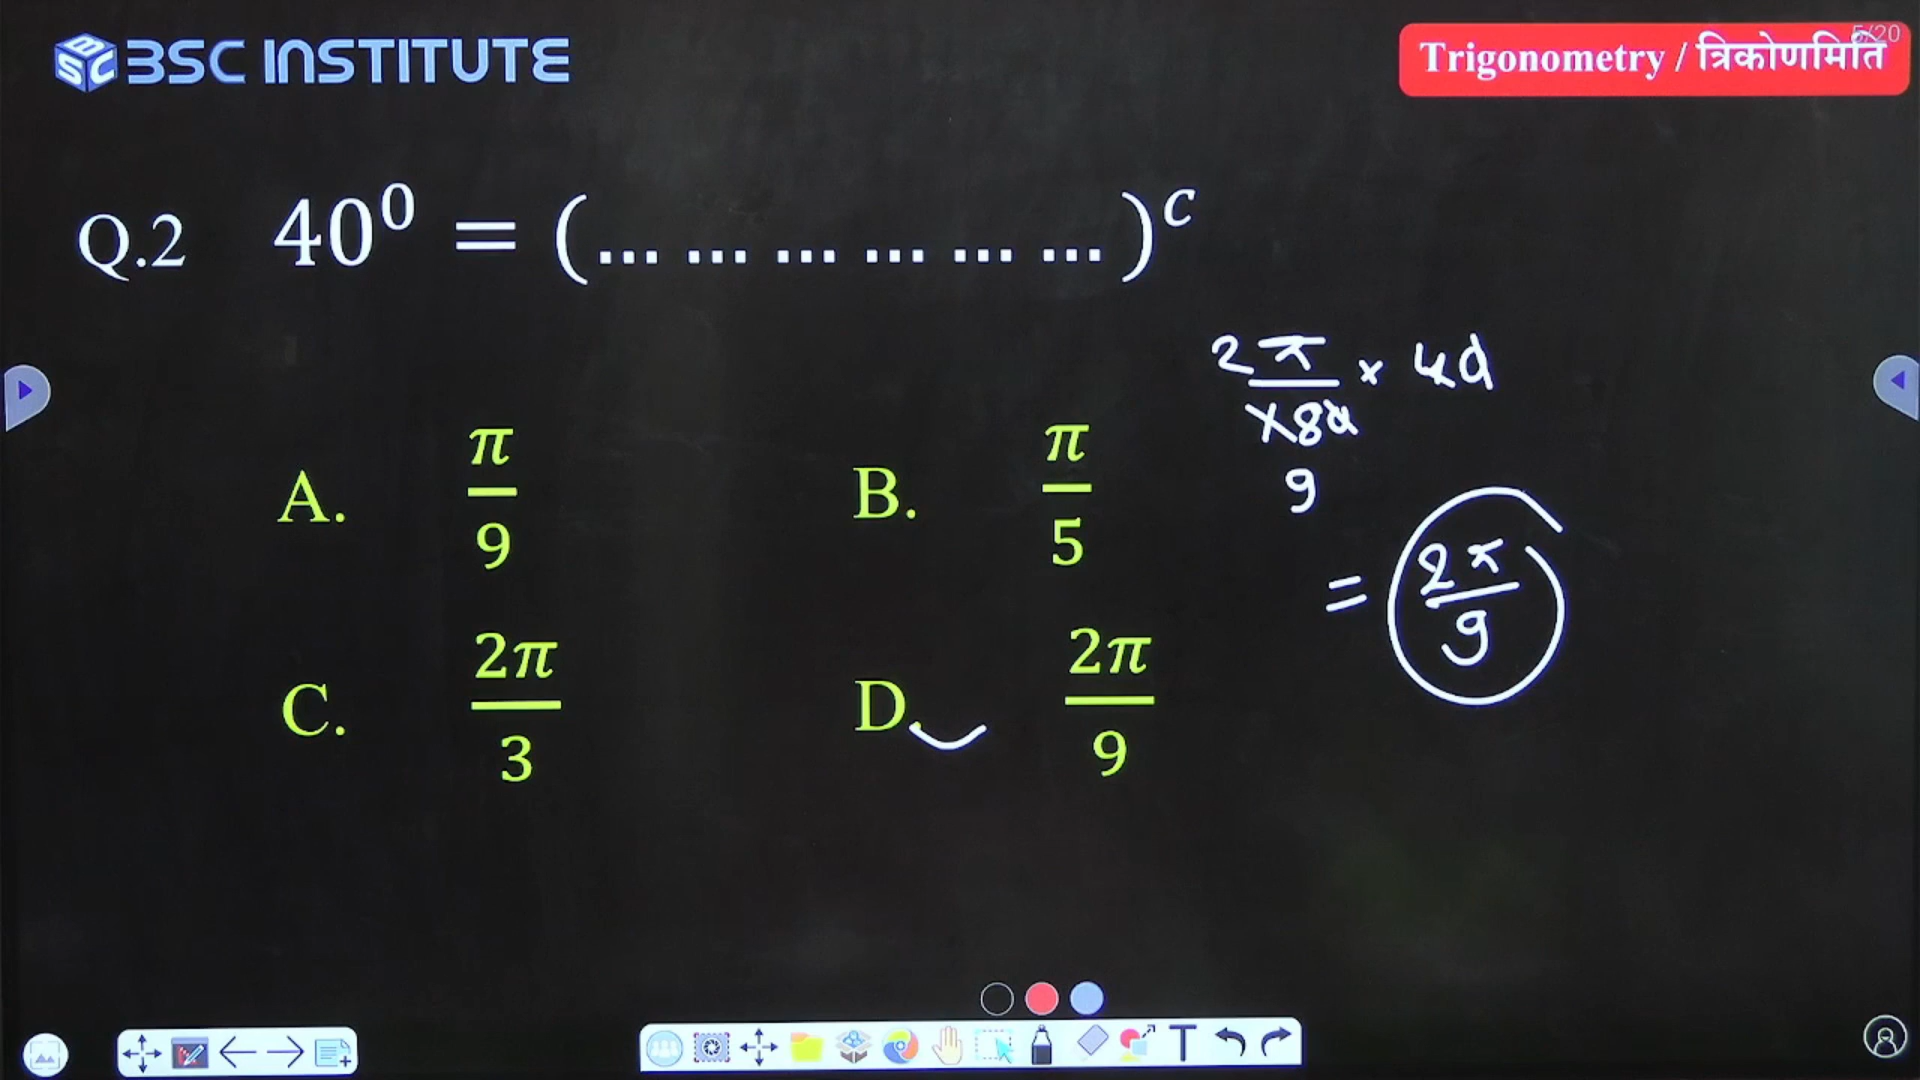 BSC INSTITUTE
Trigonometry / त्रिकोणमिति
5/20
Q.2 40⁰ = (... ... ... ... ... ...)ᶜ
2π/180 × 40
9
A. π/9
B. π/5
= 2π/9
C. 2π/3
D. 2π/9